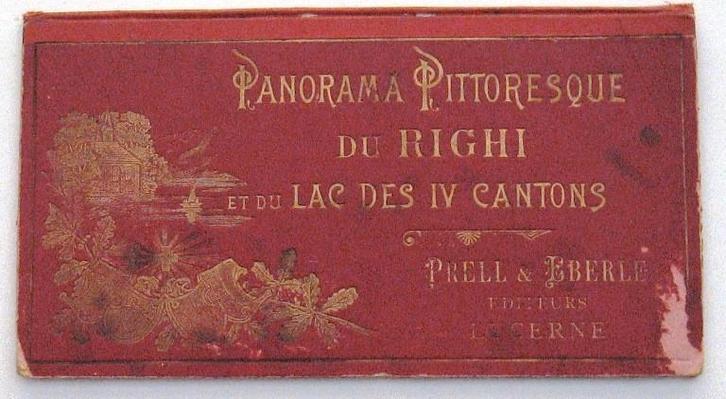 PANORAMA PITTORESQUE
DU RIGHI
ET DU LAC DES IV CANTONS
PRELL & EBERLE
EDITEURS
LUCERNE